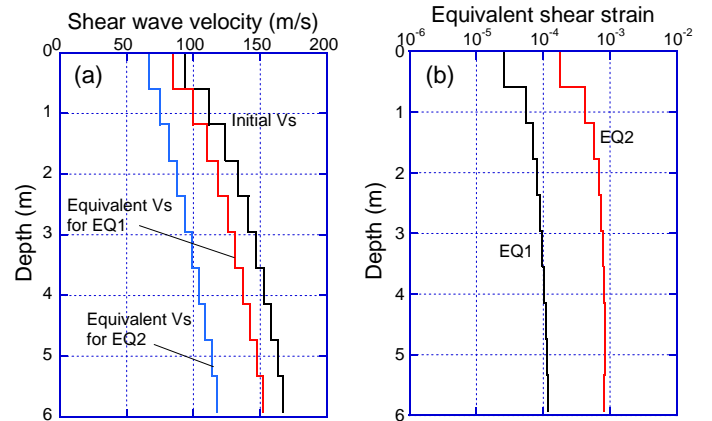 Shear wave velocity (m/s)
0 50 100 150 200
(a)
Initial Vs
Equivalent Vs
for EQ1
Equivalent Vs
for EQ2
Depth (m)
0
1
2
3
4
5
6
Equivalent shear strain
10-6 10-5 10-4 10-3 10-2
(b)
EQ2
EQ1
Depth (m)
0
1
2
3
4
5
6